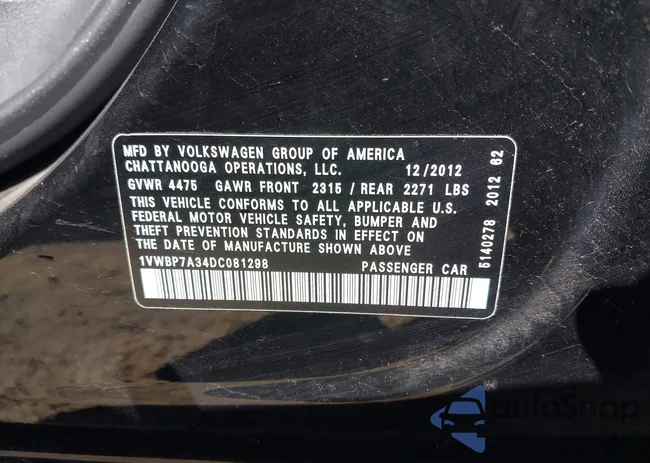 MFD BY VOLKSWAGEN GROUP OF AMERICA
CHATTANOOGA OPERATIONS, LLC. 12/2012
GVWR 4475 GAWR FRONT 2315 / REAR 2271 LBS
THIS VEHICLE CONFORMS TO ALL APPLICABLE U.S.
FEDERAL MOTOR VEHICLE SAFETY, BUMPER AND
THEFT PREVENTION STANDARDS IN EFFECT ON
THE DATE OF MANUFACTURE SHOWN ABOVE
1VWBP7A34DC081298 PASSENGER CAR
5140278 2012 62
autaSnap